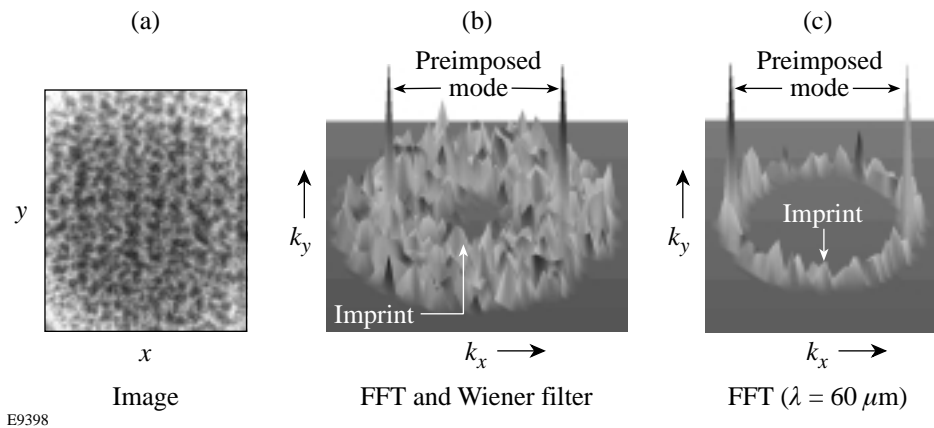 (a)
(b)
(c)
Preimposed
mode
Preimposed
mode
y
k_y
k_y
Imprint
Imprint
x
k_x
k_x
Image
FFT and Wiener filter
FFT (λ = 60 μm)
E9398